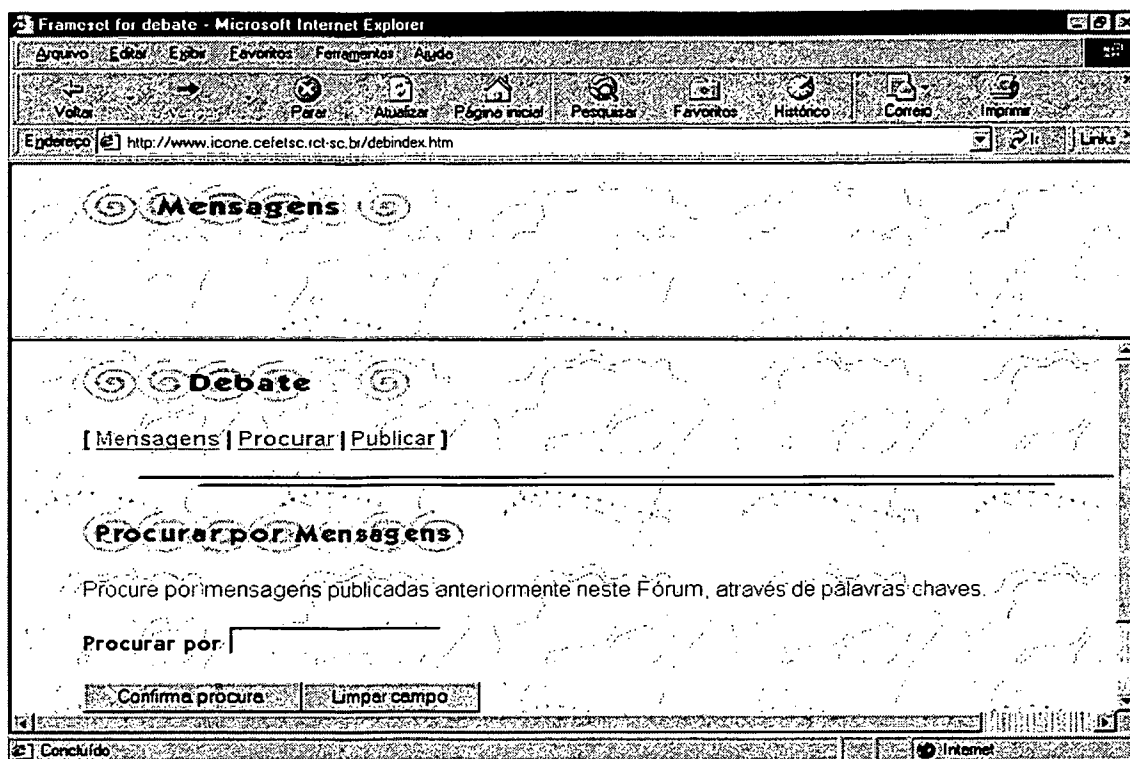 Frameset for debate - Microsoft Internet Explorer
Arquivo Editar Exibir Favoritos Ferramentas Ajuda
Voltar Parar Atualizar Página inicial Pesquisar Favoritos Histórico Correio Imprimir
Endereço http://www.icone.cefetsc.rct-sc.br/debindex.htm Ir Links
Mensagens
Debate
[ Mensagens | Procurar | Publicar ]
Procurar por Mensagens
Procure por mensagens publicadas anteriormente neste Fórum, através de palavras chaves.
Procurar por
Confirma procura Limpar campo
Concluído Internet